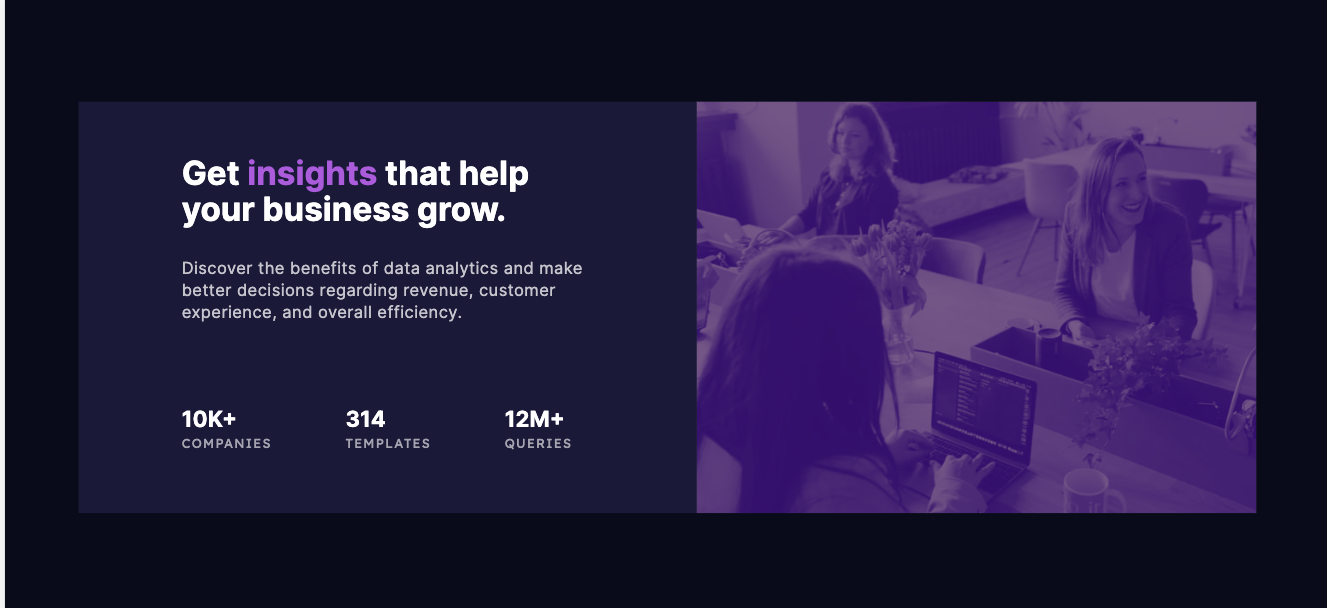 Get insights that help
your business grow.
Discover the benefits of data analytics and make
better decisions regarding revenue, customer
experience, and overall efficiency.
10K+
COMPANIES
314
TEMPLATES
12M+
QUERIES